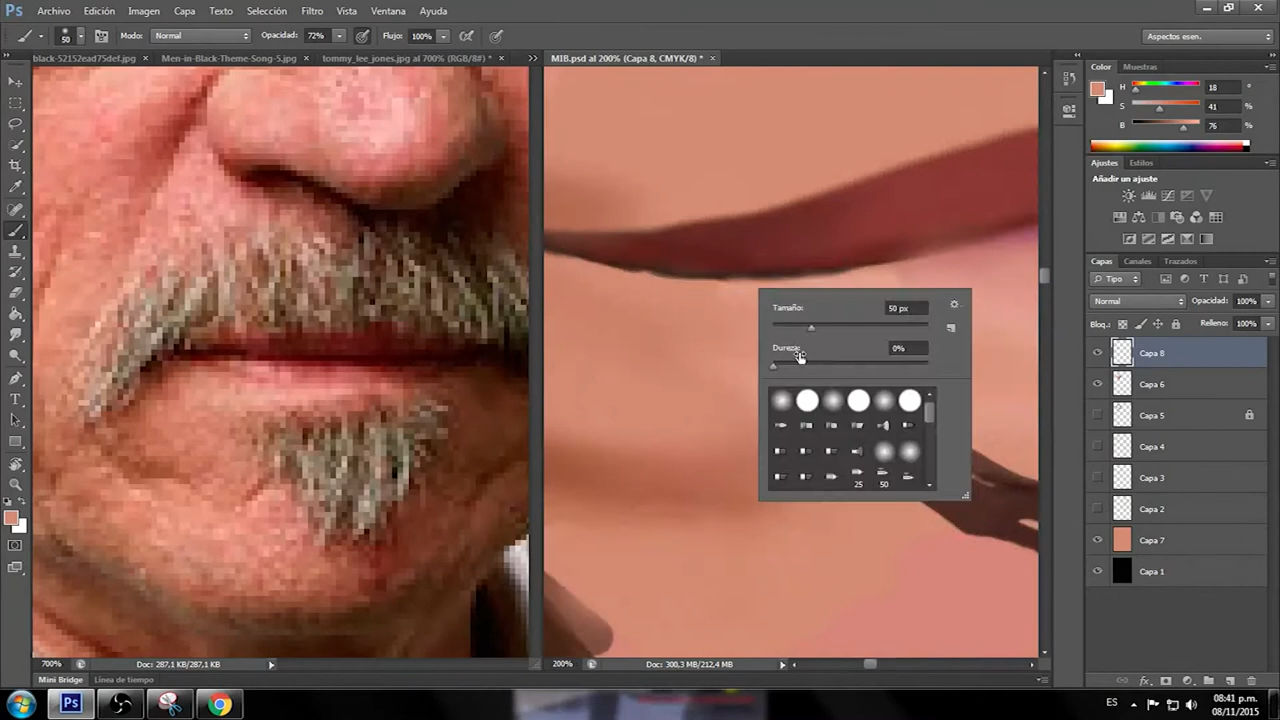 Ps Archivo Edición Imagen Capa Texto Selección Filtro Vista Ventana Ayuda
50 Modo: Normal Opacidad: 72% Flujo: 100% Aspectos esen.
black-52152ead75def.jpg × Men-in-Black-Theme-Song-5.jpg × tommy_lee_jones.jpg al 700% (RGB/8#) * × MIB.psd al 200% (Capa 8, CMYK/8) * ×
Color Muestras
H 18 °
S 41 %
B 76 %
Ajustes Estilos
Añadir un ajuste
Capas Canales Trazados
Tipo
Normal Opacidad: 100%
Bloq.: Relleno: 100%
Capa 8
Capa 6
Capa 5
Capa 4
Capa 3
Capa 2
Capa 7
Capa 1
Tamaño: 50 px
Dureza: 0%
25 50
700% Doc: 287,1 KB/287,1 KB 200% Doc: 300,3 MB/212,4 MB
Mini Bridge Línea de tiempo
Ps ES 08:41 p.m.
08/11/2015